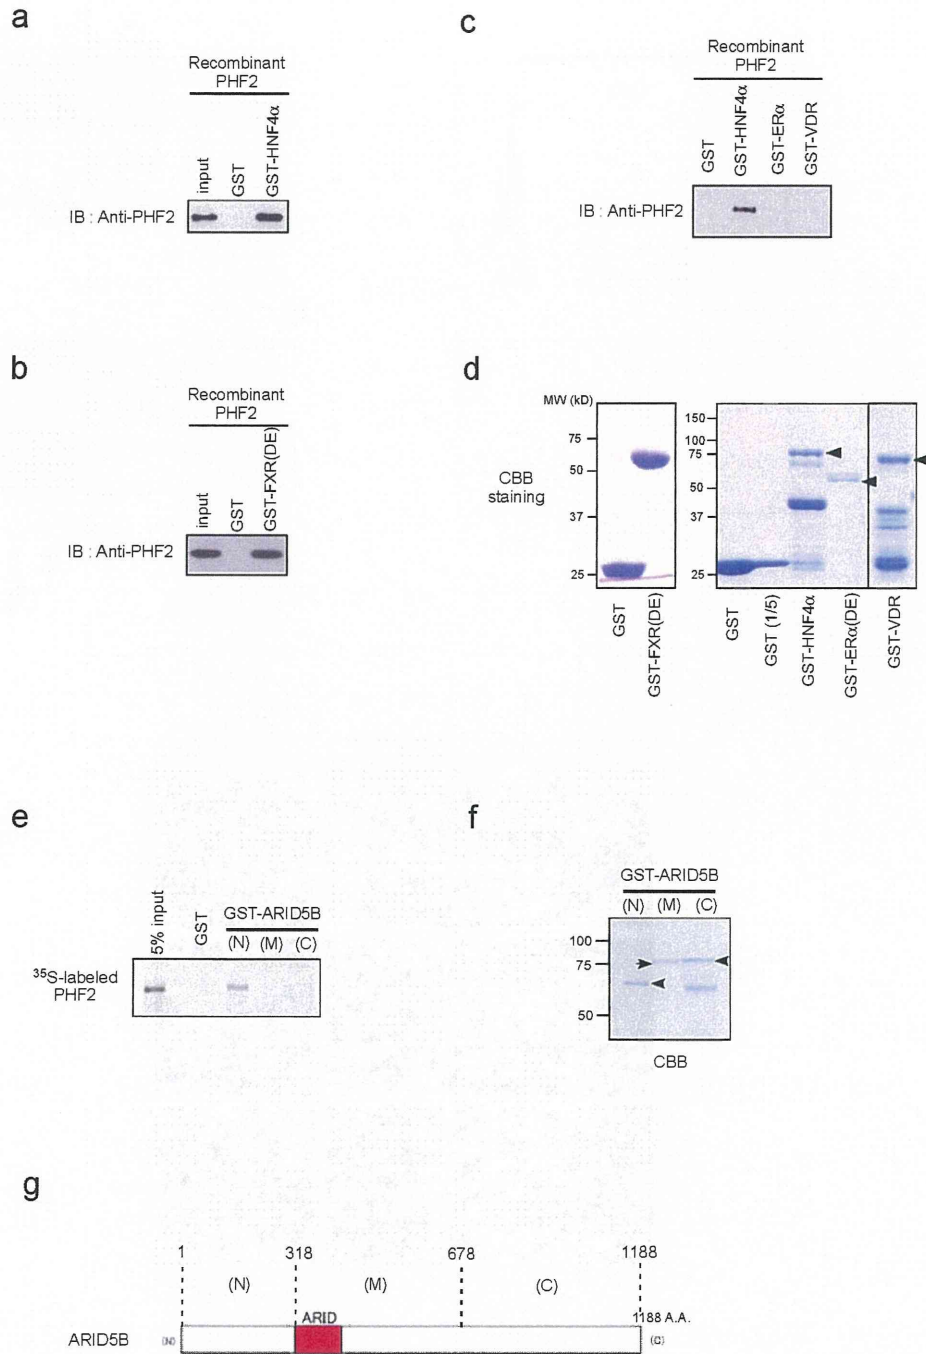 a
Recombinant
PHF2
input
GST
GST-HNF4α
IB : Anti-PHF2
c
Recombinant
PHF2
GST
GST-HNF4α
GST-ERα
GST-VDR
IB : Anti-PHF2
b
Recombinant
PHF2
input
GST
GST-FXR(DE)
IB : Anti-PHF2
d
MW (kD)
75
50
37
25
CBB
staining
GST
GST-FXR(DE)
150
100
75
50
37
25
GST
GST (1/5)
GST-HNF4α
GST-ERα(DE)
GST-VDR
e
5% input
GST
GST-ARID5B
(N) (M) (C)
35S-labeled
PHF2
f
GST-ARID5B
(N) (M) (C)
100
75
50
CBB
g
1 318 678 1188
(N) (M) (C)
ARID 1188 A.A.
ARID5B (C)